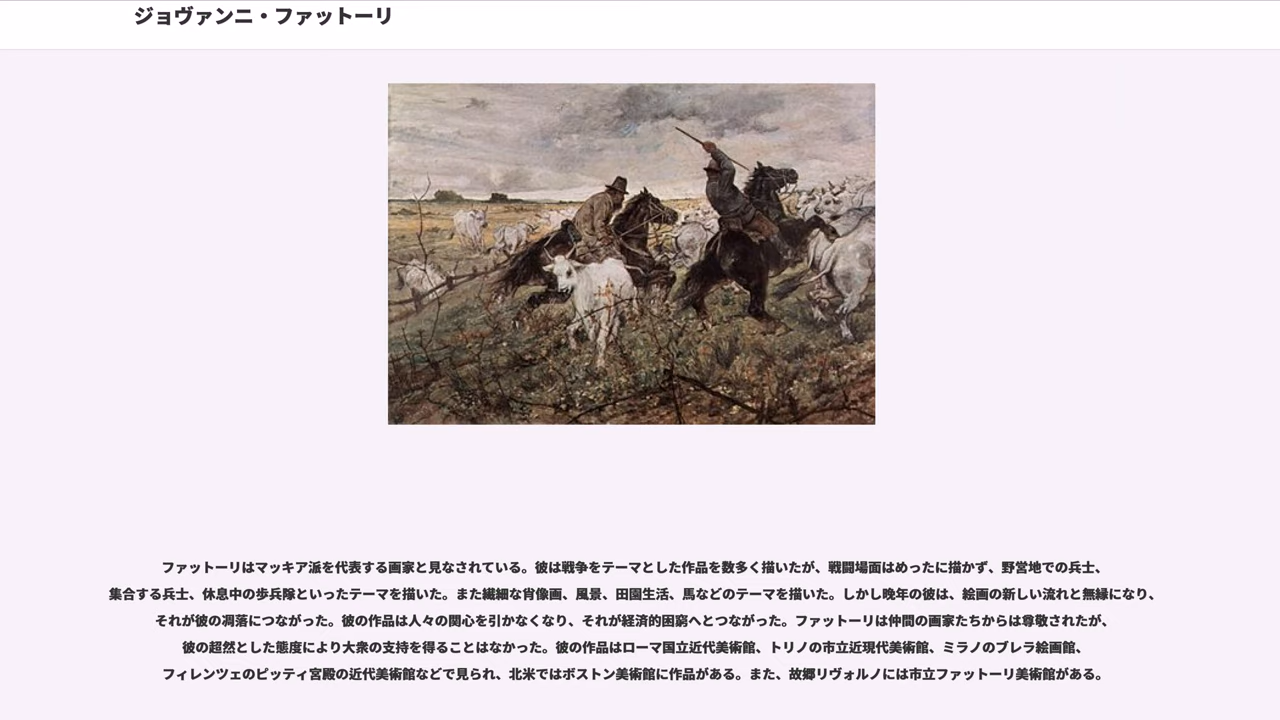 ジョヴァンニ・ファットーリ
ファットーリはマッキア派を代表する画家と見なされている。彼は戦争をテーマとした作品を数多く描いたが、戦闘場面はめったに描かず、野営地での兵士、
集合する兵士、休息中の歩兵隊といったテーマを描いた。また繊細な肖像画、風景、田園生活、馬などのテーマを描いた。しかし晩年の彼は、絵画の新しい流れと無縁になり、
それが彼の凋落につながった。彼の作品は人々の関心を引かなくなり、それが経済的困窮へとつながった。ファットーリは仲間の画家たちからは尊敬されたが、
彼の超然とした態度により大衆の支持を得ることはなかった。彼の作品はローマ国立近代美術館、トリノの市立近現代美術館、ミラノのブレラ絵画館、
フィレンツェのピッティ宮殿の近代美術館などで見られ、北米ではボストン美術館に作品がある。また、故郷リヴォルノには市立ファットーリ美術館がある。